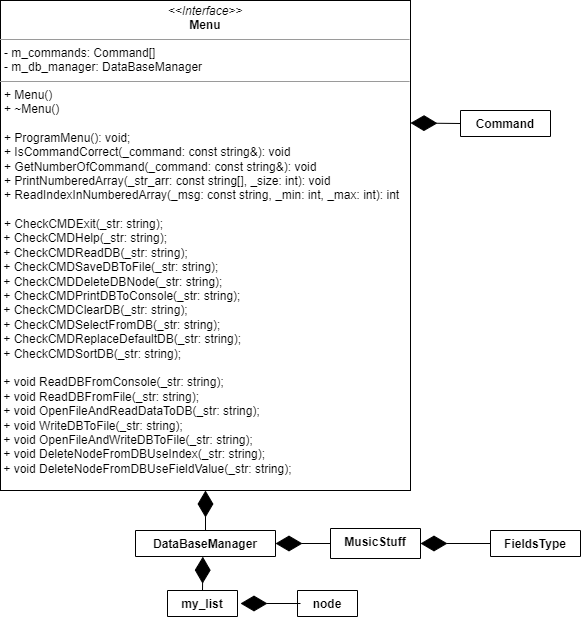 <<Interface>>
Menu
- m_commands: Command[]
- m_db_manager: DataBaseManager
+ Menu()
+ ~Menu()
+ ProgramMenu(): void;
+ IsCommandCorrect(_command: const string&): void
+ GetNumberOfCommand(_command: const string&): void
+ PrintNumberedArray(_str_arr: const string[], _size: int): void
+ ReadIndexInNumberedArray(_msg: const string, _min: int, _max: int): int
+ CheckCMDExit(_str: string);
+ CheckCMDHelp(_str: string);
+ CheckCMDReadDB(_str: string);
+ CheckCMDSaveDBToFile(_str: string);
+ CheckCMDDeleteDBNode(_str: string);
+ CheckCMDPrintDBToConsole(_str: string);
+ CheckCMDClearDB(_str: string);
+ CheckCMDSelectFromDB(_str: string);
+ CheckCMDReplaceDefaultDB(_str: string);
+ CheckCMDSortDB(_str: string);
+ void ReadDBFromConsole(_str: string);
+ void ReadDBFromFile(_str: string);
+ void OpenFileAndReadDataToDB(_str: string);
+ void WriteDBToFile(_str: string);
+ void OpenFileAndWriteDBToFile(_str: string);
+ void DeleteNodeFromDBUseIndex(_str: string);
+ void DeleteNodeFromDBUseFieldValue(_str: string);
Command
DataBaseManager
MusicStuff
FieldsType
my_list
node